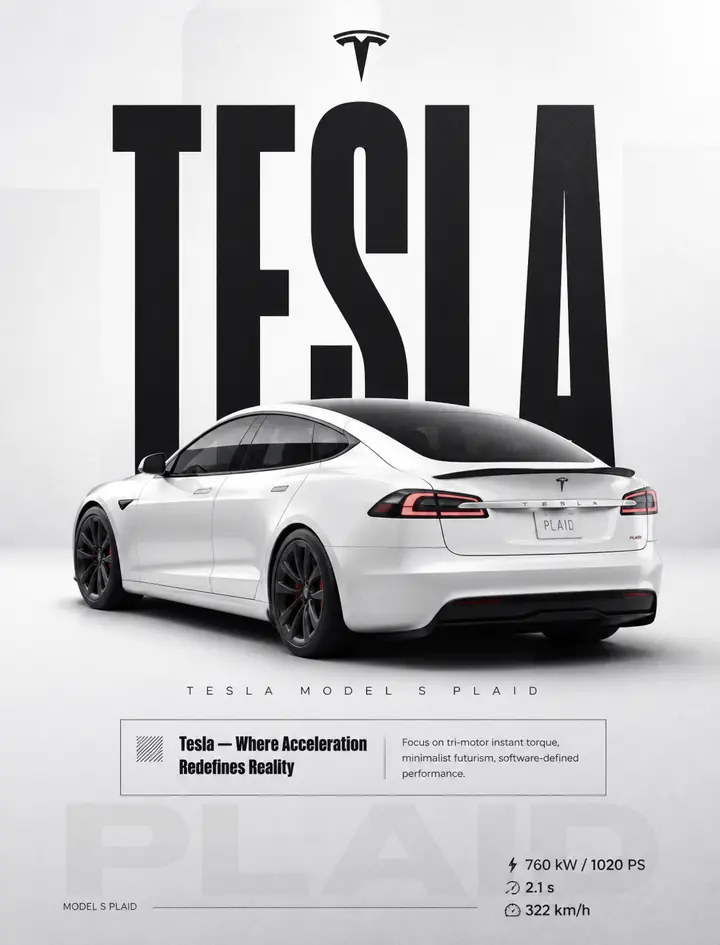 TESLA
TESLA
PLAID
PLAID
TESLA MODEL S PLAID
Tesla — Where Acceleration
Redefines Reality
Focus on tri-motor instant torque,
minimalist futurism, software-defined
performance.
PLAID
760 kW / 1020 PS
2.1 s
322 km/h
MODEL S PLAID